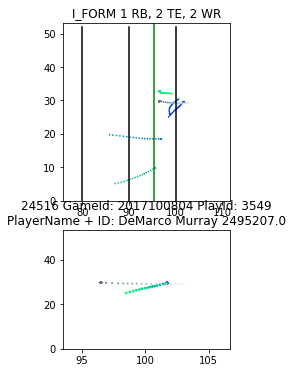 I_FORM 1 RB, 2 TE, 2 WR
50
40
30
20
10
0
80 90 100 110
24516 GameId: 2017100804 PlayId: 3549
PlayerName + ID: DeMarco Murray 2495207.0
40
20
0
95 100 105